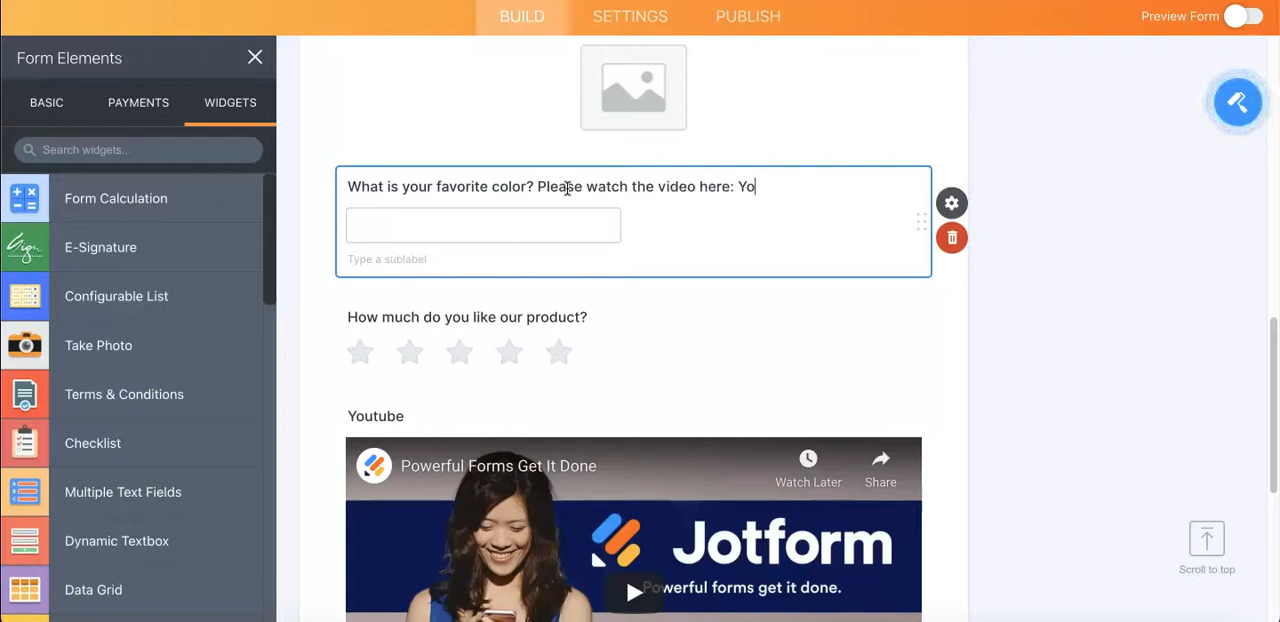 BUILD
SETTINGS
PUBLISH
Preview Form
Form Elements
BASIC
PAYMENTS
WIDGETS
Search widgets...
Form Calculation
E-Signature
Sign
Configurable List
Take Photo
Terms & Conditions
Checklist
Multiple Text Fields
Dynamic Textbox
Data Grid
What is your favorite color? Please watch the video here: Yo
Type a sublabel
How much do you like our product?
Youtube
Powerful Forms Get It Done
Watch Later
Share
Jotform
Powerful forms get it done.
Scroll to top